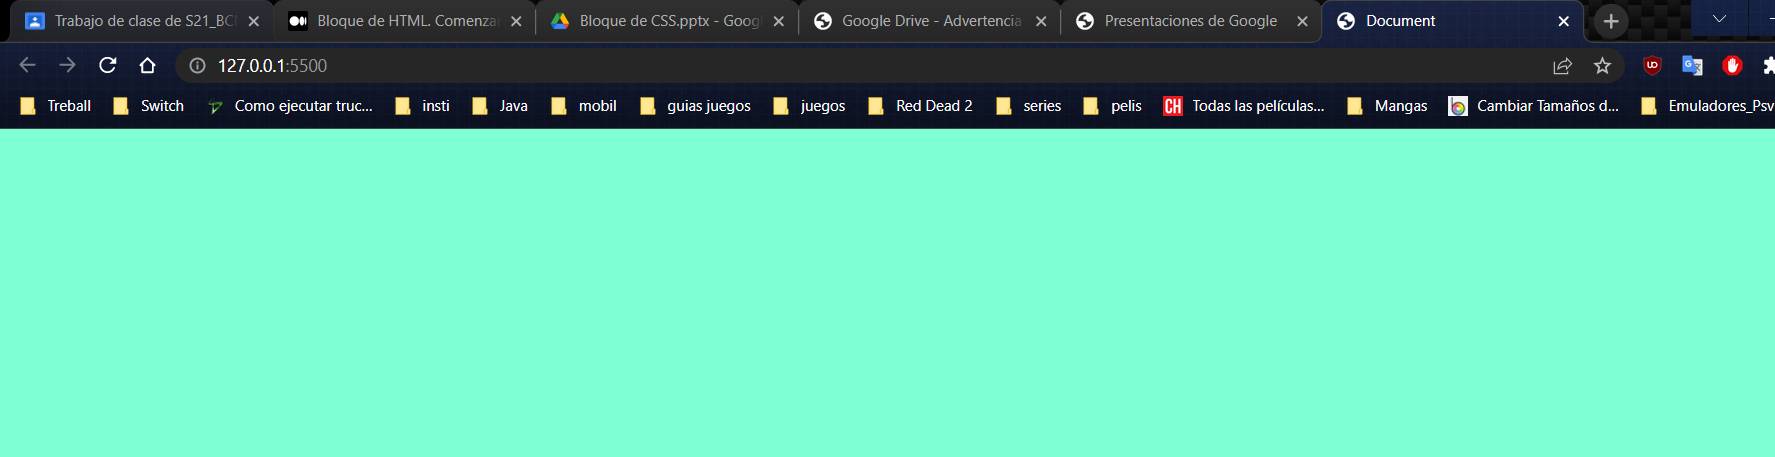 Trabajo de clase de S21_BC
Bloque de HTML. Comenza
Bloque de CSS.pptx - Goog
Google Drive - Advertencia
Presentaciones de Google
Document
127.0.0.1:5500
Treball Switch Como ejecutar truc... insti Java mobil guias juegos juegos Red Dead 2 series pelis CH Todas las películas... Mangas Cambiar Tamaños d... Emuladores_Psv